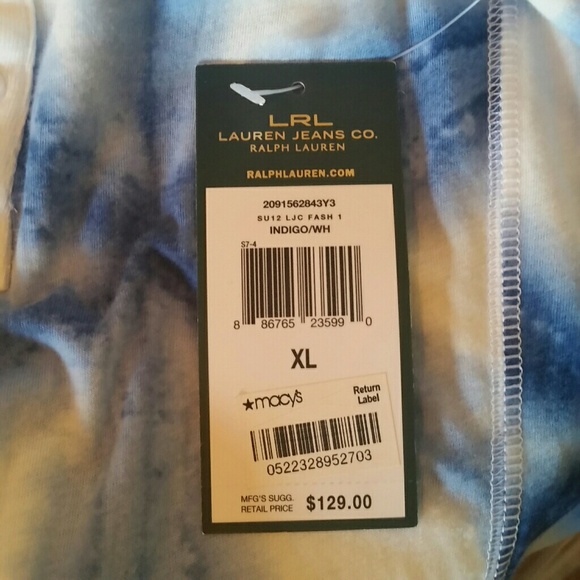 LRL
LAUREN JEANS CO.
RALPH LAUREN
RALPHLAUREN.COM
2091562843Y3
SU12 LJC FASH 1
INDIGO/WH
S7-4
8 86765 23599 0
XL
★macy's Return
Label
0522328952703
MFG'S SUGG.
RETAIL PRICE $129.00